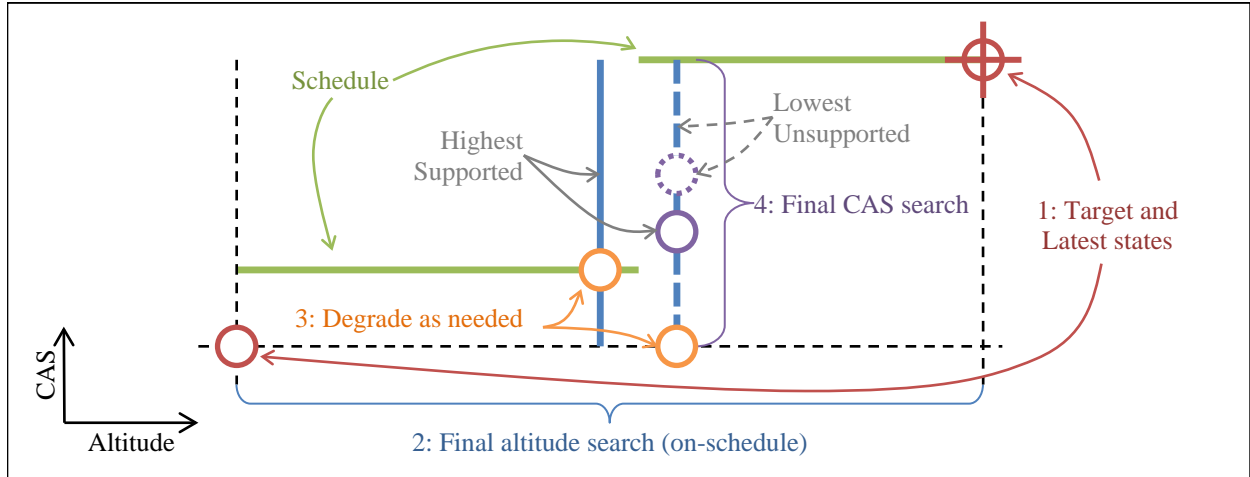 Schedule
Lowest
Unsupported
Highest
Supported
4: Final CAS search
1: Target and
Latest states
3: Degrade as needed
CAS
Altitude
2: Final altitude search (on-schedule)